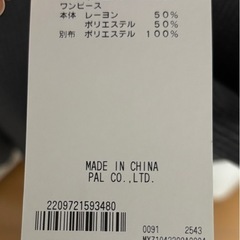 ワンピース
本体 レーヨン 50%
ポリエステル 50%
別布 ポリエステル 100%
MADE IN CHINA
PAL CO.,LTD.
2209721593480
0091 2543